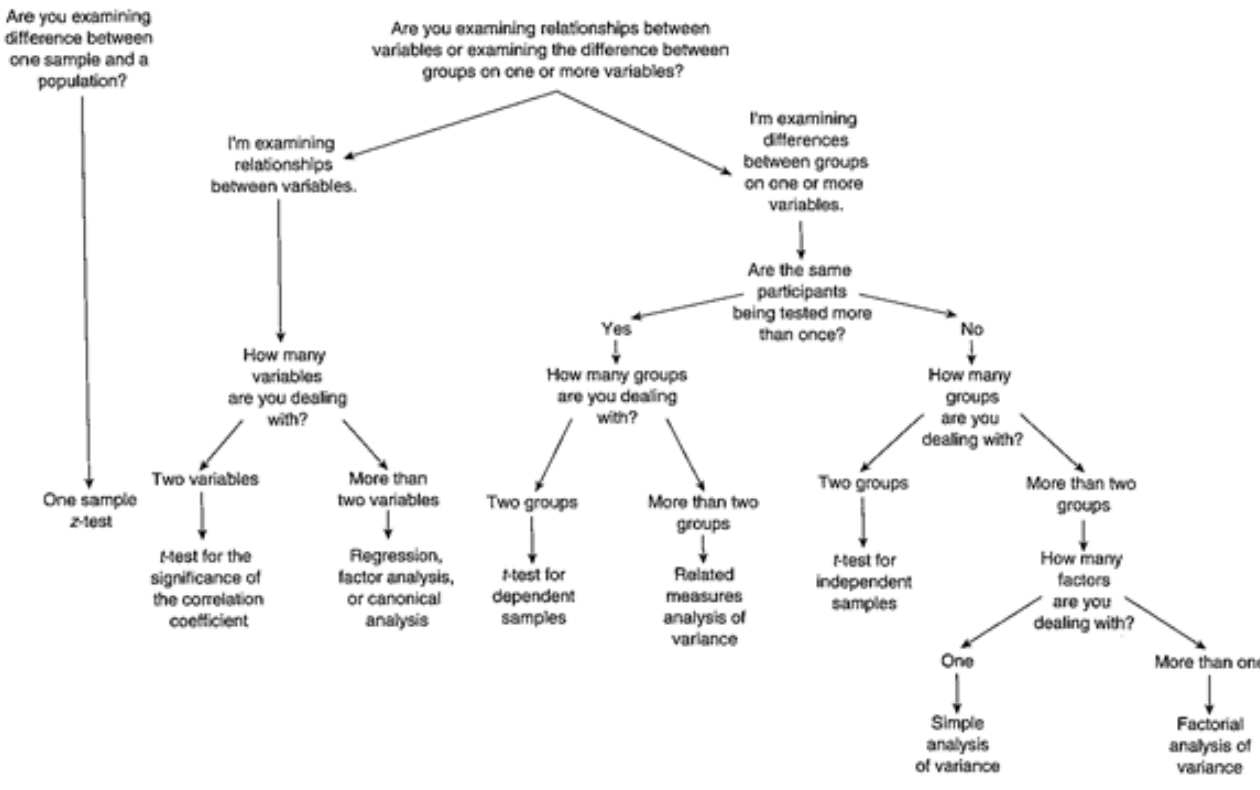 Are you examining
difference between
one sample and a
population?
Are you examining relationships between
variables or examining the difference between
groups on one or more variables?
I'm examining
relationships
between variables.
I'm examining
differences
between groups
on one or more
variables.
Are the same
participants
being tested more
than once?
Yes
No
How many
variables
are you dealing
with?
How many groups
are you dealing
with?
How many
groups
are you
dealing with?
One sample
z-test
Two variables
More than
two variables
Two groups
More than two
groups
Two groups
More than two
groups
t-test for the
significance of
the correlation
coefficient
Regression,
factor analysis,
or canonical
analysis
t-test for
dependent
samples
Related
measures
analysis of
variance
t-test for
independent
samples
How many
factors
are you
dealing with?
One
More than one
Simple
analysis
of variance
Factorial
analysis of
variance